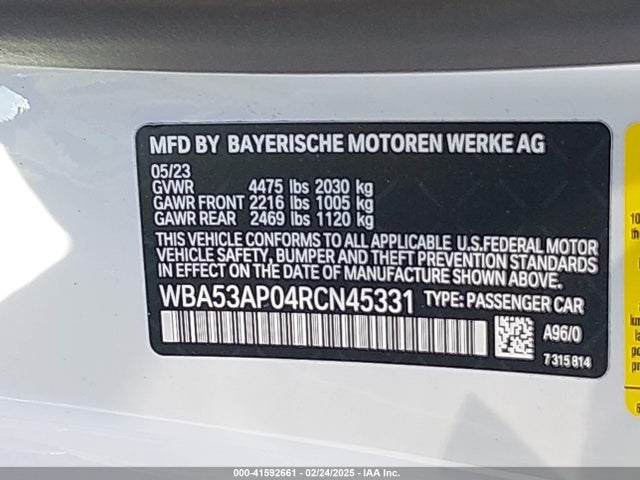 MFD BY BAYERISCHE MOTOREN WERKE AG
05/23
GVWR 4475 lbs 2030 kg
GAWR FRONT 2216 lbs 1005 kg
GAWR REAR 2469 lbs 1120 kg
THIS VEHICLE CONFORMS TO ALL APPLICABLE U.S.FEDERAL MOTOR
VEHICLE SAFETY, BUMPER AND THEFT PREVENTION STANDARDS
IN EFFECT ON THE DATE OF MANUFACTURE SHOWN ABOVE.
WBA53AP04RCN45331 TYPE: PASSENGER CAR
A96/0
7315814
000-41592661 - 02/24/2025 - IAA Inc.